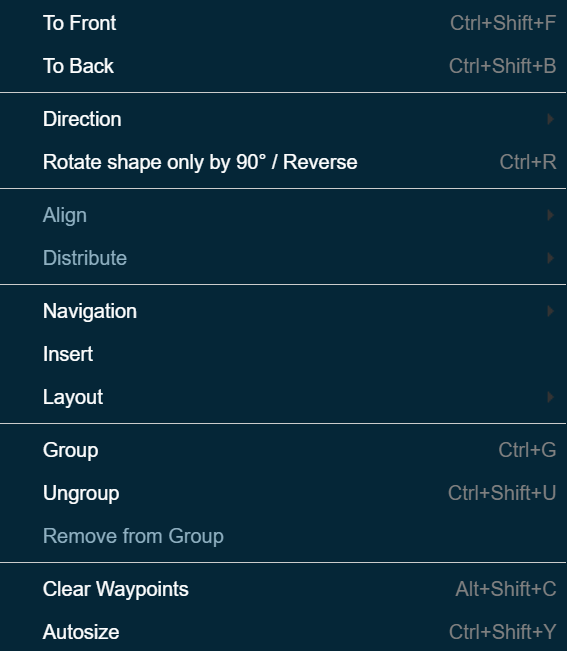 To Front Ctrl+Shift+F
To Back Ctrl+Shift+B
Direction
Rotate shape only by 90° / Reverse Ctrl+R
Align
Distribute
Navigation
Insert
Layout
Group Ctrl+G
Ungroup Ctrl+Shift+U
Remove from Group
Clear Waypoints Alt+Shift+C
Autosize Ctrl+Shift+Y